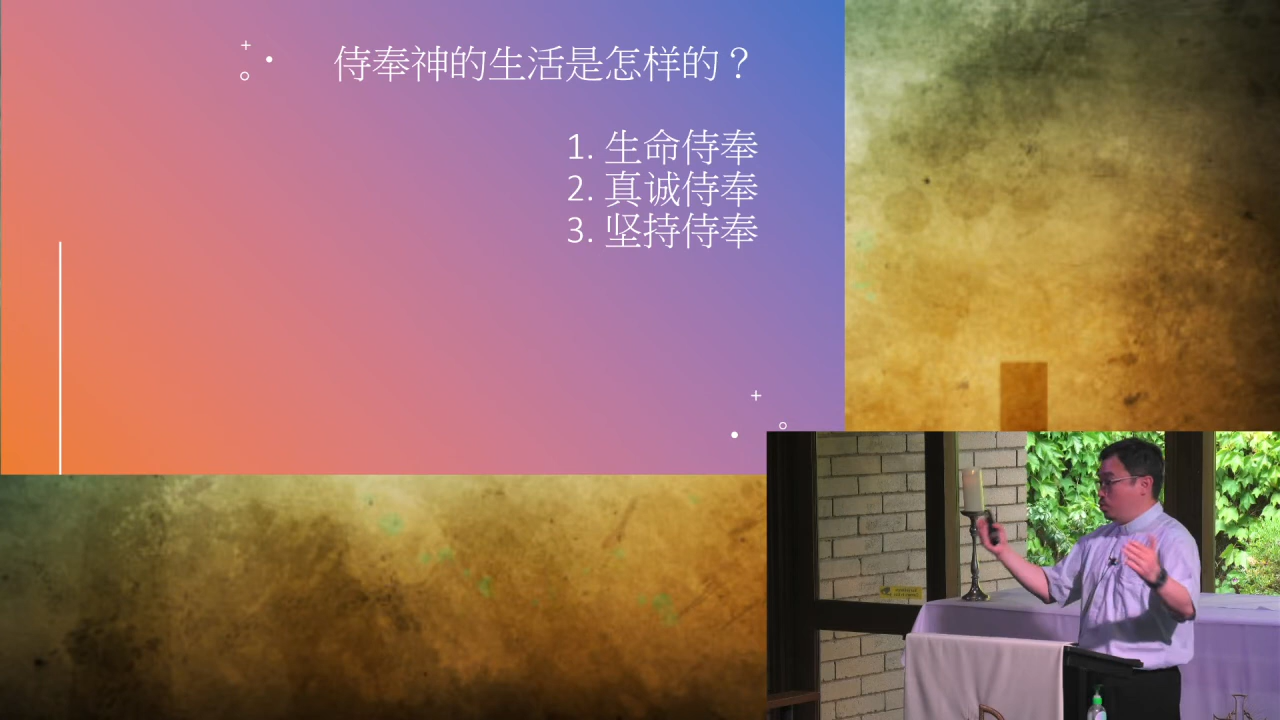 侍奉神的生活是怎样的？
1. 生命侍奉
2. 真诚侍奉
3. 坚持侍奉